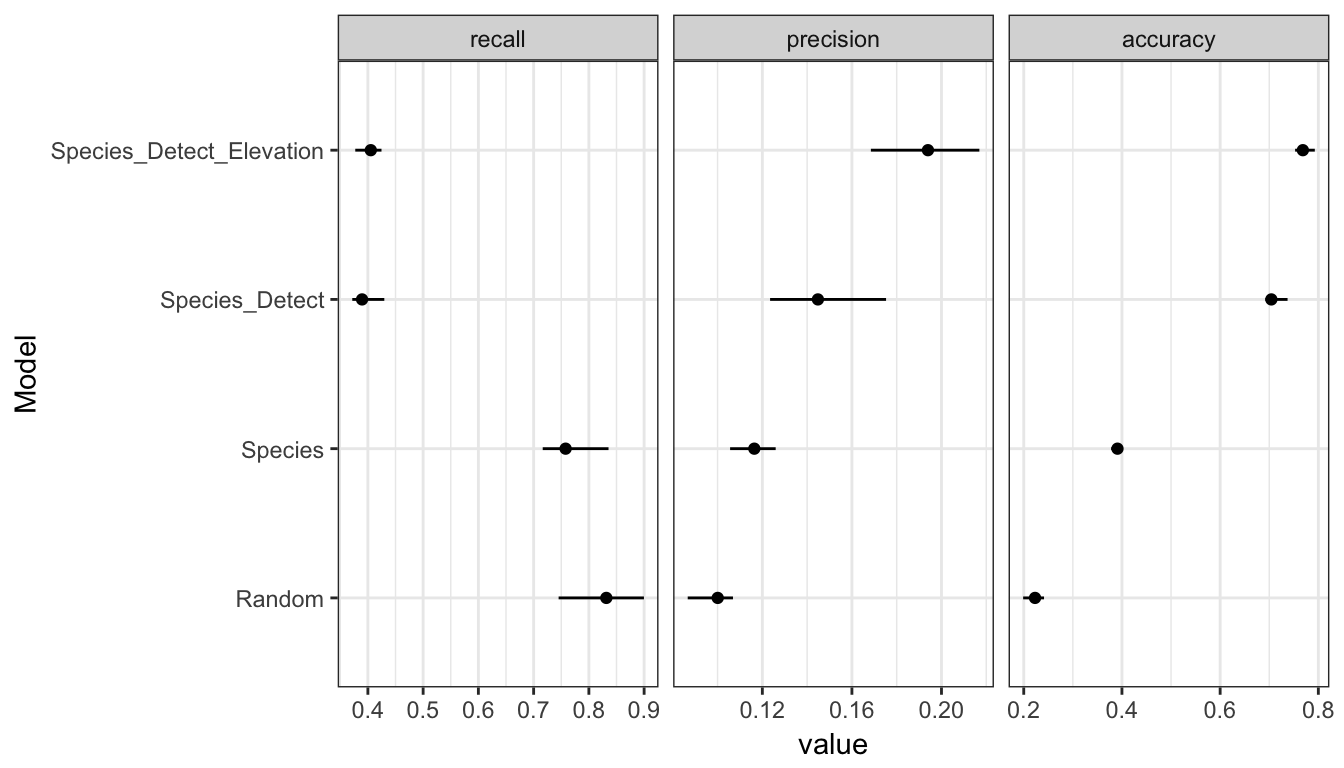 recall precision accuracy
Species_Detect_Elevation
Species_Detect
Species
Random
Model
0.4 0.5 0.6 0.7 0.8 0.9 0.12 0.16 0.20 0.2 0.4 0.6 0.8
value